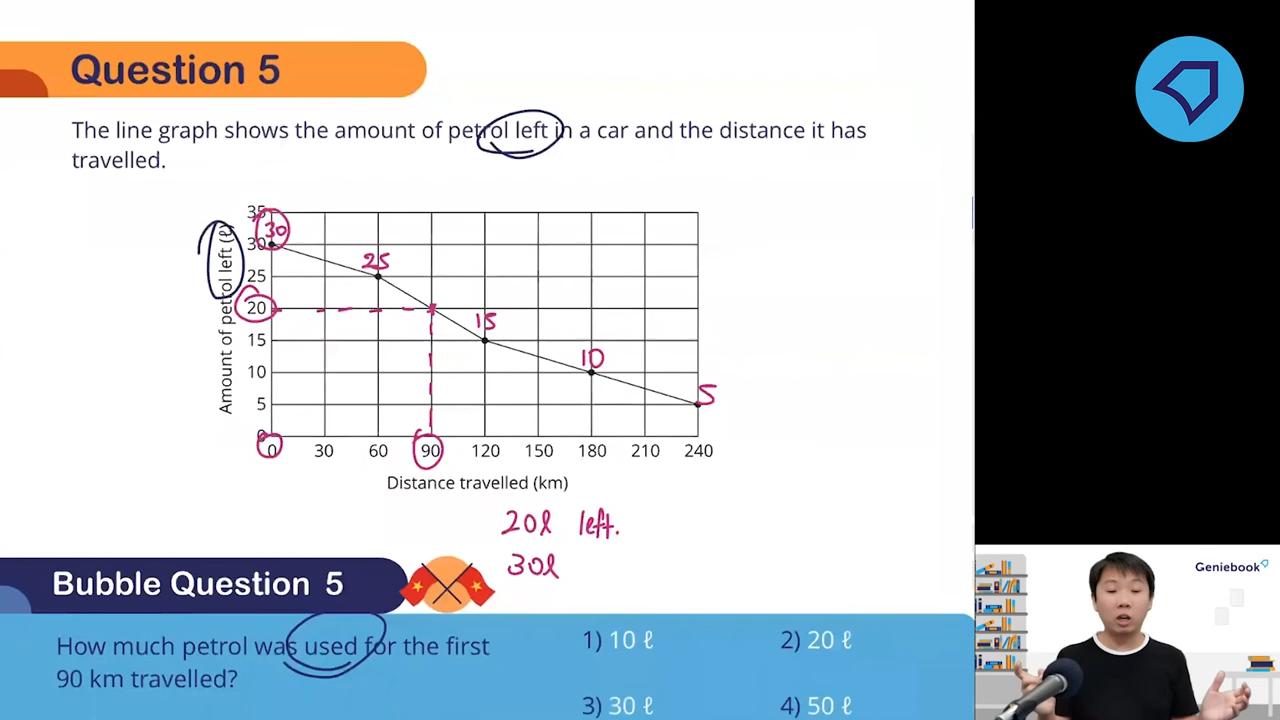 Question 5
The line graph shows the amount of petrol left in a car and the distance it has
travelled.
Amount of petrol left (ℓ)
35
30
25
20
15
10
5
0
30
25
15
10
5
0 30 60 90 120 150 180 210 240
Distance travelled (km)
20ℓ left.
30ℓ
Bubble Question 5
How much petrol was used for the first
90 km travelled?
1) 10 ℓ
2) 20 ℓ
3) 30 ℓ
4) 50 ℓ
Geniebook